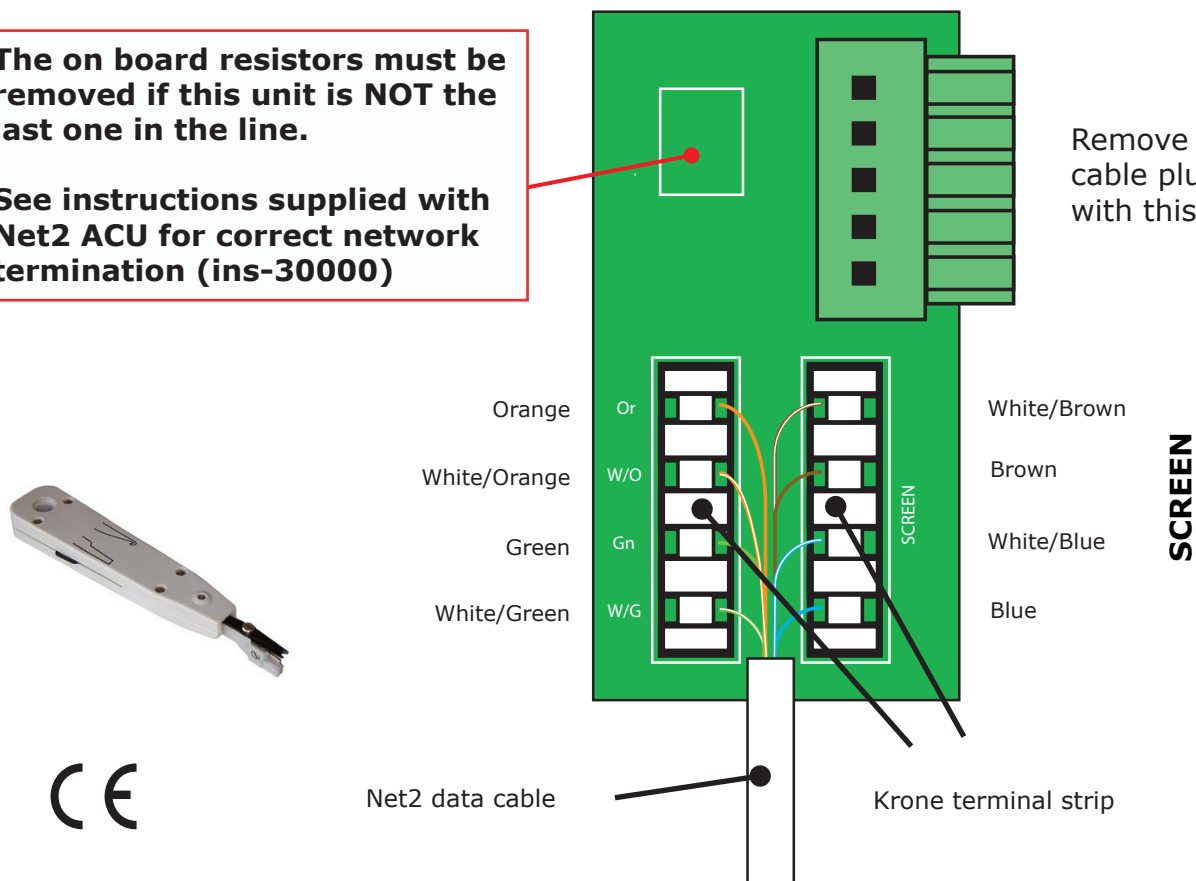 The on board resistors must be
removed if this unit is NOT the
last one in the line.
See instructions supplied with
Net2 ACU for correct network
termination (ins-30000)
Remove
cable plu
with this
Orange
Or
White/Brown
White/Orange
W/O
Brown
Green
Gn
White/Blue
White/Green
W/G
Blue
SCREEN
SCREEN
Net2 data cable
Krone terminal strip
CE